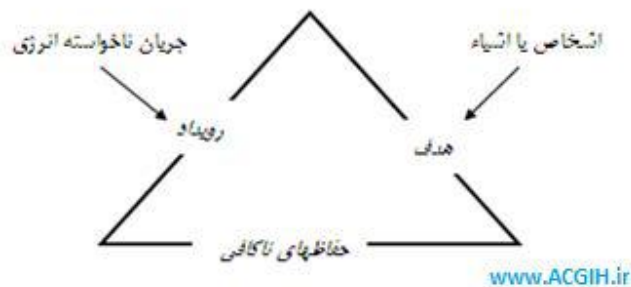 اشخاص یا اشیاء
جریان ناخواسته انرژی
رویداد
هدف
حفاظهای ناکافی
www.ACGIH.ir